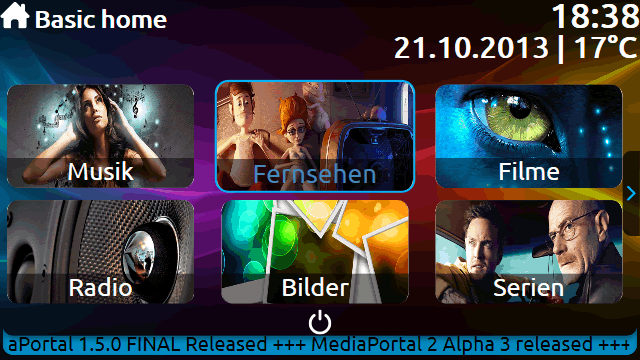 Basic home
18:38
21.10.2013 | 17°C
Musik
Fernsehen
Filme
Radio
Bilder
Serien
aPortal 1.5.0 FINAL Released +++ MediaPortal 2 Alpha 3 released +++